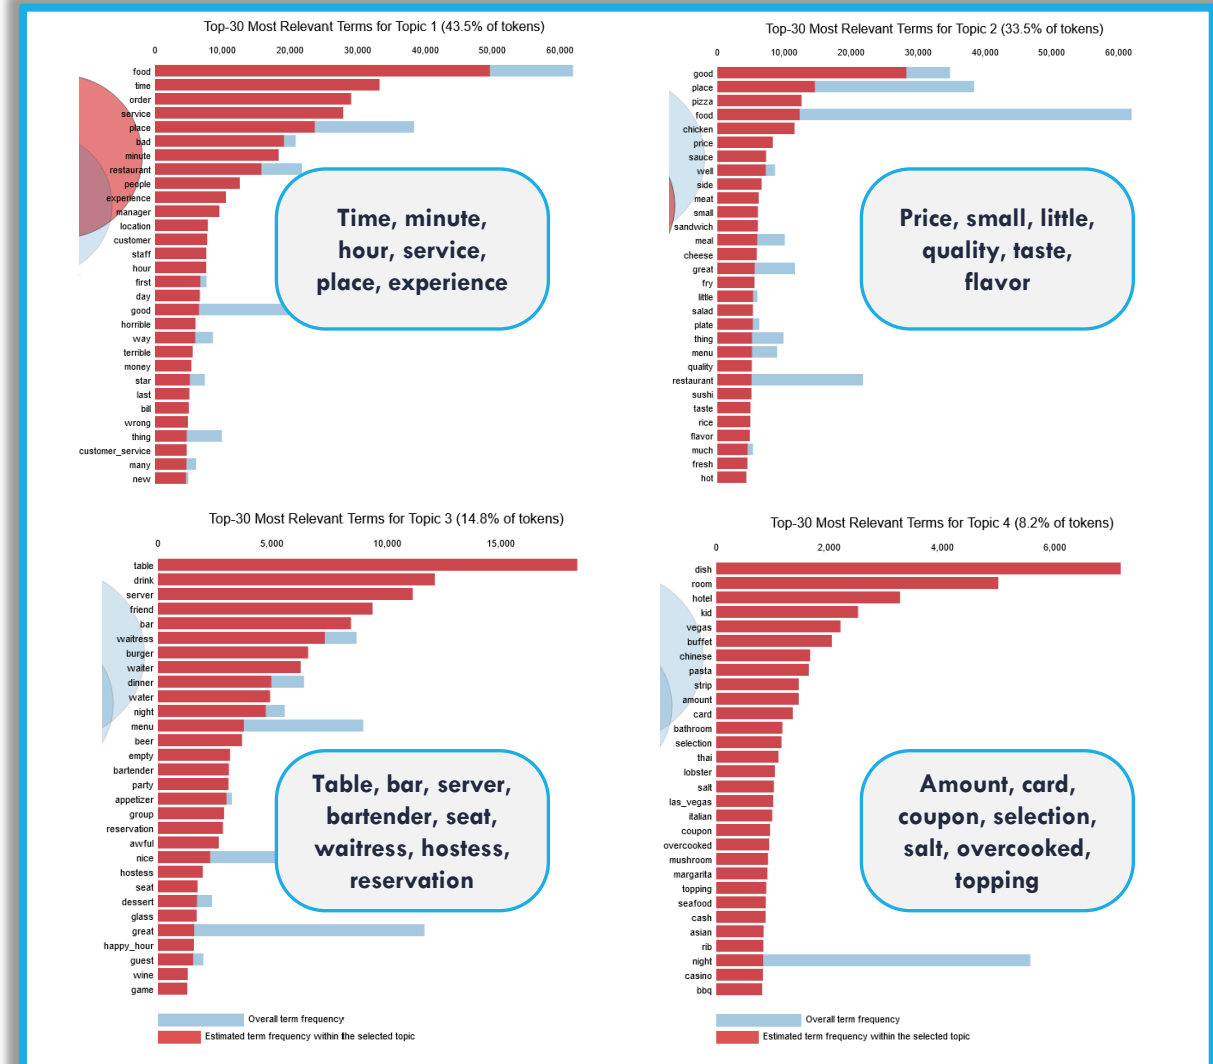 Top-30 Most Relevant Terms for Topic 1 (43.5% of tokens)
0 10,000 20,000 30,000 40,000 50,000 60,000
food
time
order
service
place
bad
minute
restaurant
people
experience
manager
location
customer
staff
hour
first
day
good
horrible
way
terrible
money
star
last
bill
wrong
thing
customer_service
many
new
Time, minute,
hour, service,
place, experience
Top-30 Most Relevant Terms for Topic 2 (33.5% of tokens)
0 10,000 20,000 30,000 40,000 50,000 60,000
good
place
pizza
food
chicken
price
sauce
well
side
meat
small
sandwich
meal
cheese
great
fry
little
salad
plate
thing
menu
quality
restaurant
sushi
taste
rice
flavor
much
fresh
hot
Price, small, little,
quality, taste,
flavor
Top-30 Most Relevant Terms for Topic 3 (14.8% of tokens)
0 5,000 10,000 15,000
table
drink
server
friend
bar
waitress
burger
waiter
dinner
water
night
menu
beer
empty
bartender
party
appetizer
group
reservation
awful
nice
hostess
seat
dessert
glass
great
happy_hour
guest
wine
game
Table, bar, server,
bartender, seat,
waitress, hostess,
reservation
Overall term frequency
Estimated term frequency within the selected topic
Top-30 Most Relevant Terms for Topic 4 (8.2% of tokens)
0 2,000 4,000 6,000
dish
room
hotel
kid
vegas
buffet
chinese
pasta
strip
amount
card
bathroom
selection
thai
lobster
salt
las_vegas
italian
coupon
overcooked
mushroom
margarita
topping
seafood
cash
asian
rib
night
casino
bbq
Amount, card,
coupon, selection,
salt, overcooked,
topping
Overall term frequency
Estimated term frequency within the selected topic